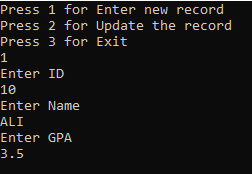 Press 1 for Enter new record
Press 2 for Update the record
Press 3 for Exit
1
Enter ID
10
Enter Name
ALI
Enter GPA
3.5